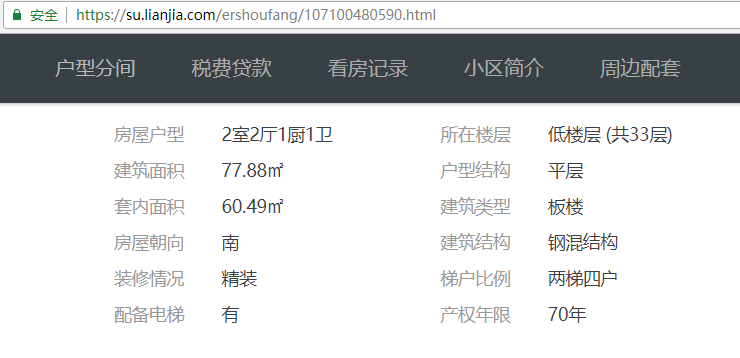 安全 | https://su.lianjia.com/ershoufang/107100480590.html
户型分间 税费贷款 看房记录 小区简介 周边配套
房屋户型 2室2厅1厨1卫 所在楼层 低楼层 (共33层)
建筑面积 77.88㎡ 户型结构 平层
套内面积 60.49㎡ 建筑类型 板楼
房屋朝向 南 建筑结构 钢混结构
装修情况 精装 梯户比例 两梯四户
配备电梯 有 产权年限 70年